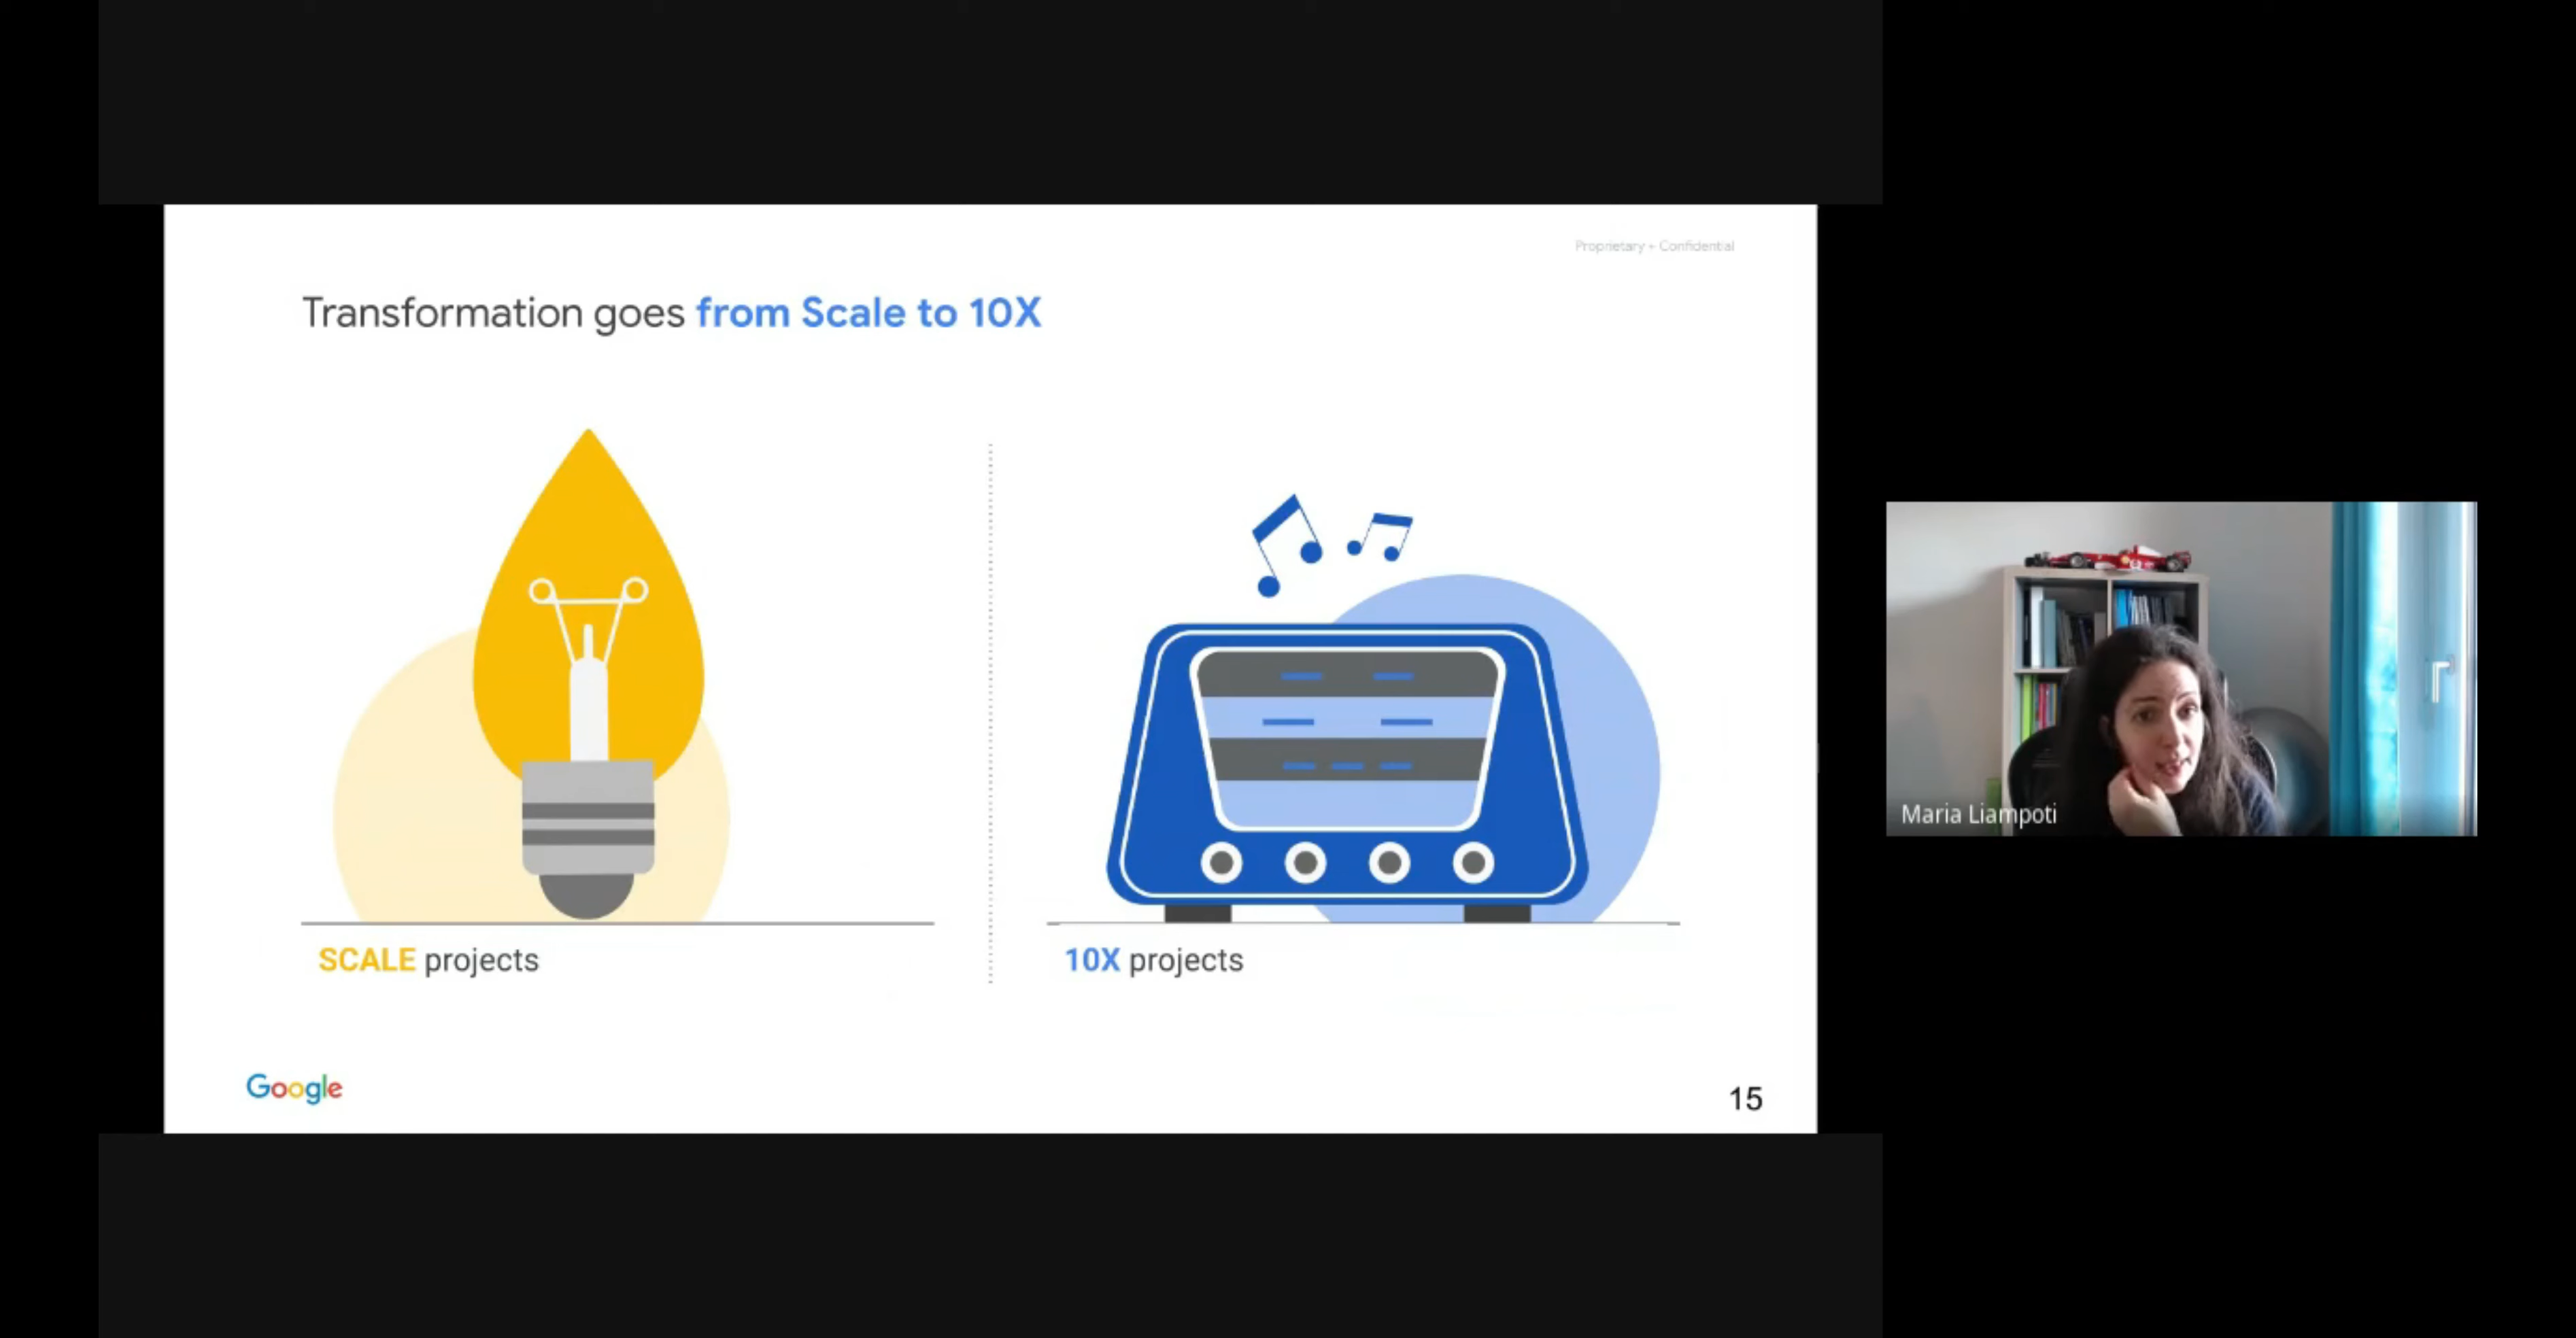 Proprietary + Confidential
Transformation goes from Scale to 10X
SCALE projects
10X projects
Google
15
Maria Liampoti